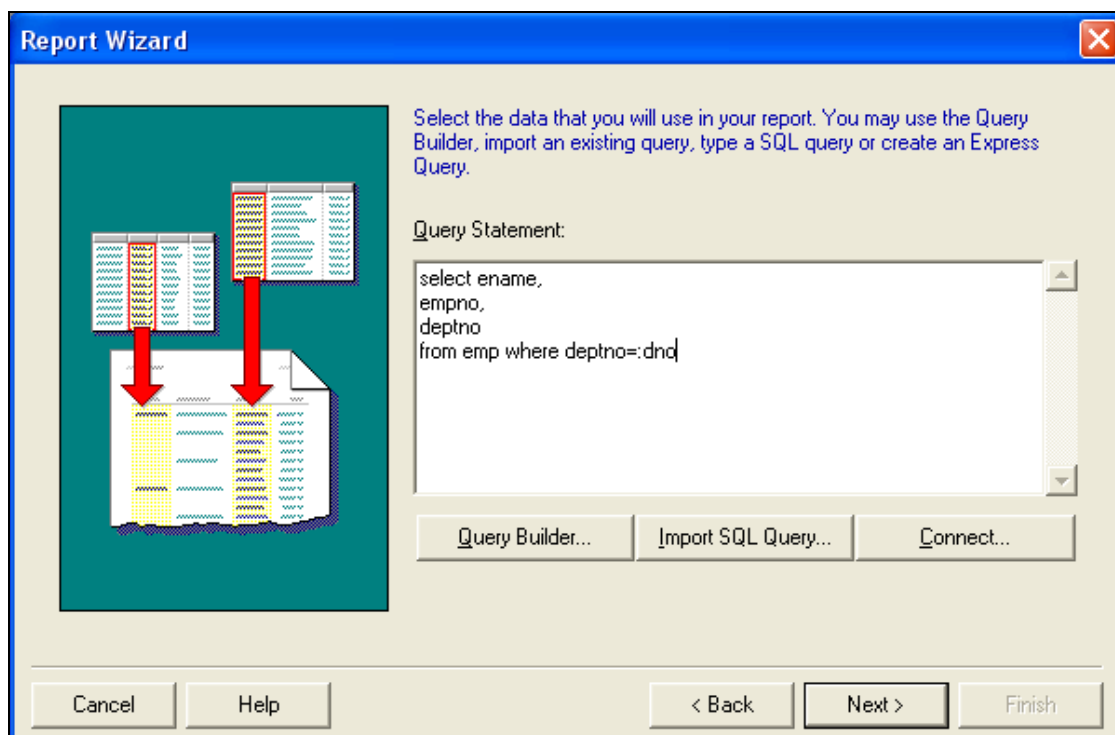 Report Wizard
Select the data that you will use in your report. You may use the Query
Builder, import an existing query, type a SQL query or create an Express
Query.
Query Statement:
select ename,
empno,
deptno
from emp where deptno=:dno
Query Builder... Import SQL Query... Connect...
Cancel Help < Back Next > Finish